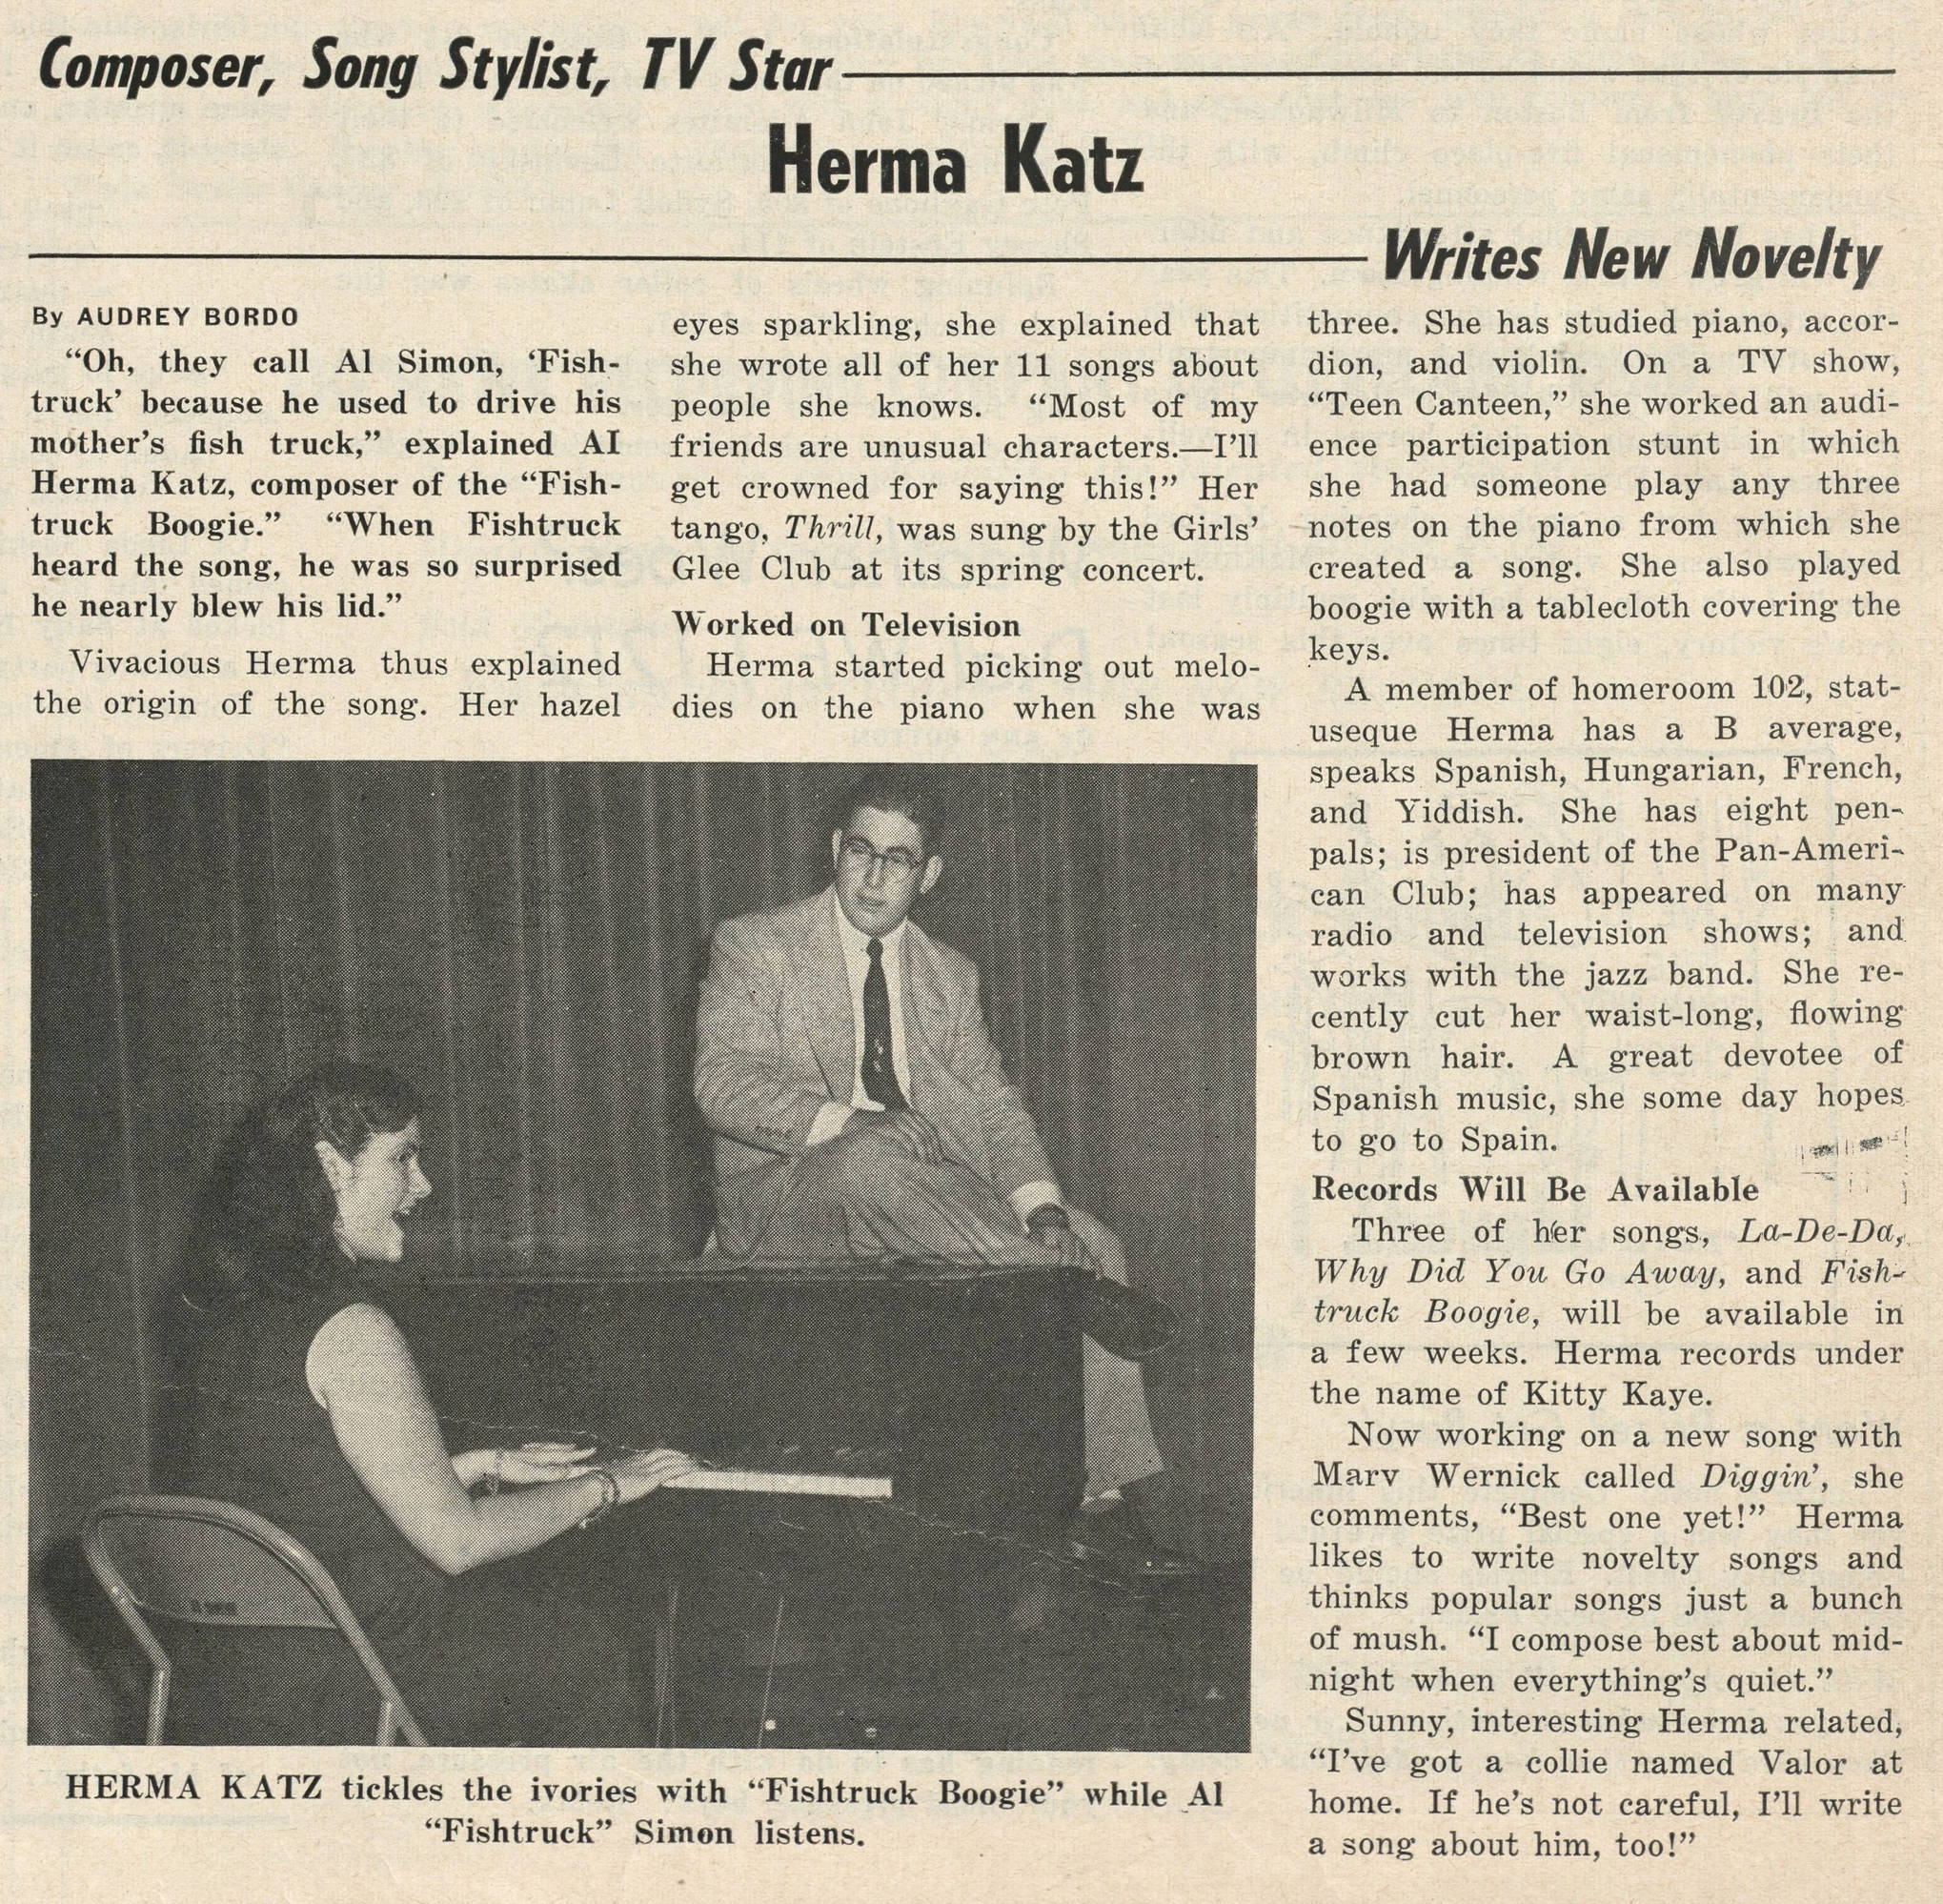 Composer, Song Stylist, TV Star
Herma Katz
Writes New Novelty
By AUDREY BORDO
“Oh, they call Al Simon, ‘Fish-
truck’ because he used to drive his
mother’s fish truck,” explained AI
Herma Katz, composer of the “Fish-
truck Boogie.” “When Fishtruck
heard the song, he was so surprised
he nearly blew his lid.”
Vivacious Herma thus explained
the origin of the song. Her hazel
eyes sparkling, she explained that
she wrote all of her 11 songs about
people she knows. “Most of my
friends are unusual characters.—I’ll
get crowned for saying this!” Her
tango, Thrill, was sung by the Girls’
Glee Club at its spring concert.
Worked on Television
Herma started picking out melo-
dies on the piano when she was
three. She has studied piano, accor-
dion, and violin. On a TV show,
“Teen Canteen,” she worked an audi-
ence participation stunt in which
she had someone play any three
notes on the piano from which she
created a song. She also played
boogie with a tablecloth covering the
keys.
A member of homeroom 102, stat-
useque Herma has a B average,
speaks Spanish, Hungarian, French,
and Yiddish. She has eight pen-
pals; is president of the Pan-Ameri-
can Club; has appeared on many
radio and television shows; and
works with the jazz band. She re-
cently cut her waist-long, flowing
brown hair. A great devotee of
Spanish music, she some day hopes
to go to Spain.
Records Will Be Available
Three of her songs, La-De-Da,
Why Did You Go Away, and Fish-
truck Boogie, will be available in
a few weeks. Herma records under
the name of Kitty Kaye.
Now working on a new song with
Marv Wernick called Diggin’, she
comments, “Best one yet!” Herma
likes to write novelty songs and
thinks popular songs just a bunch
of mush. “I compose best about mid-
night when everything’s quiet.”
Sunny, interesting Herma related,
“I’ve got a collie named Valor at
home. If he’s not careful, I’ll write
a song about him, too!”
HERMA KATZ tickles the ivories with “Fishtruck Boogie” while Al
“Fishtruck” Simon listens.